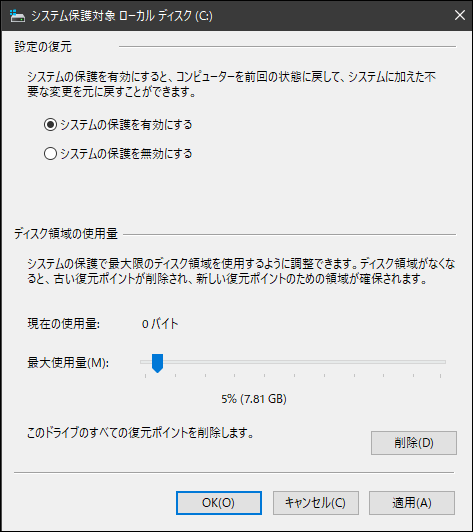 システム保護対象 ローカル ディスク (C:)
設定の復元
システムの保護を有効にすると、コンピューターを前回の状態に戻して、システムに加えた不
要な変更を元に戻すことができます。
システムの保護を有効にする
システムの保護を無効にする
ディスク領域の使用量
システムの保護で最大限のディスク領域を使用するように調整できます。ディスク領域がなくな
ると、古い復元ポイントが削除され、新しい復元ポイントのための領域が確保されます。
現在の使用量: 0 バイト
最大使用量(M):
5% (7.81 GB)
このドライブのすべての復元ポイントを削除します。
削除(D)
OK(O) キャンセル(C) 適用(A)